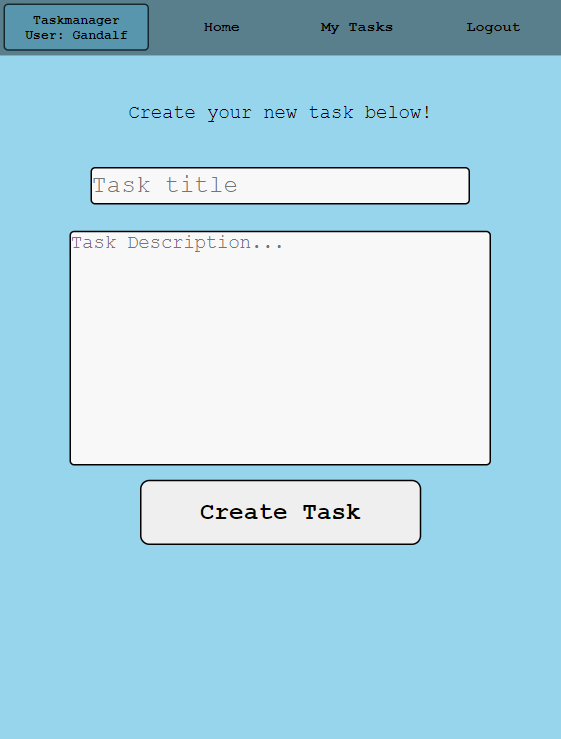 Taskmanager
User: Gandalf
Home
My Tasks
Logout
Create your new task below!
Task title
Task Description...
Create Task